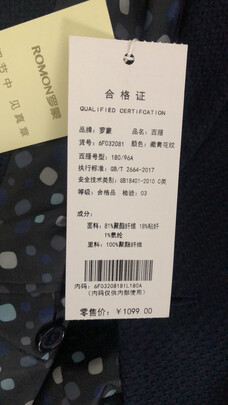 ROMON罗蒙
合格证
QUALIFIED CERTIFCATION
品牌：萝蒙 品名：西服
货号：6F032081 颜色：藏青花纹
西服号型：180/96A
执行标准：GB/T 2664-2017
安全技术类别：GB18401-2010 C类
等级：合格品 检验：03
成分：
面料：81%聚酯纤维 18%粘纤
1%氨纶
里料：100%聚酯纤维
内码：6F03208181L180A
(内码仅供内部使用)
零售价：￥1099.00